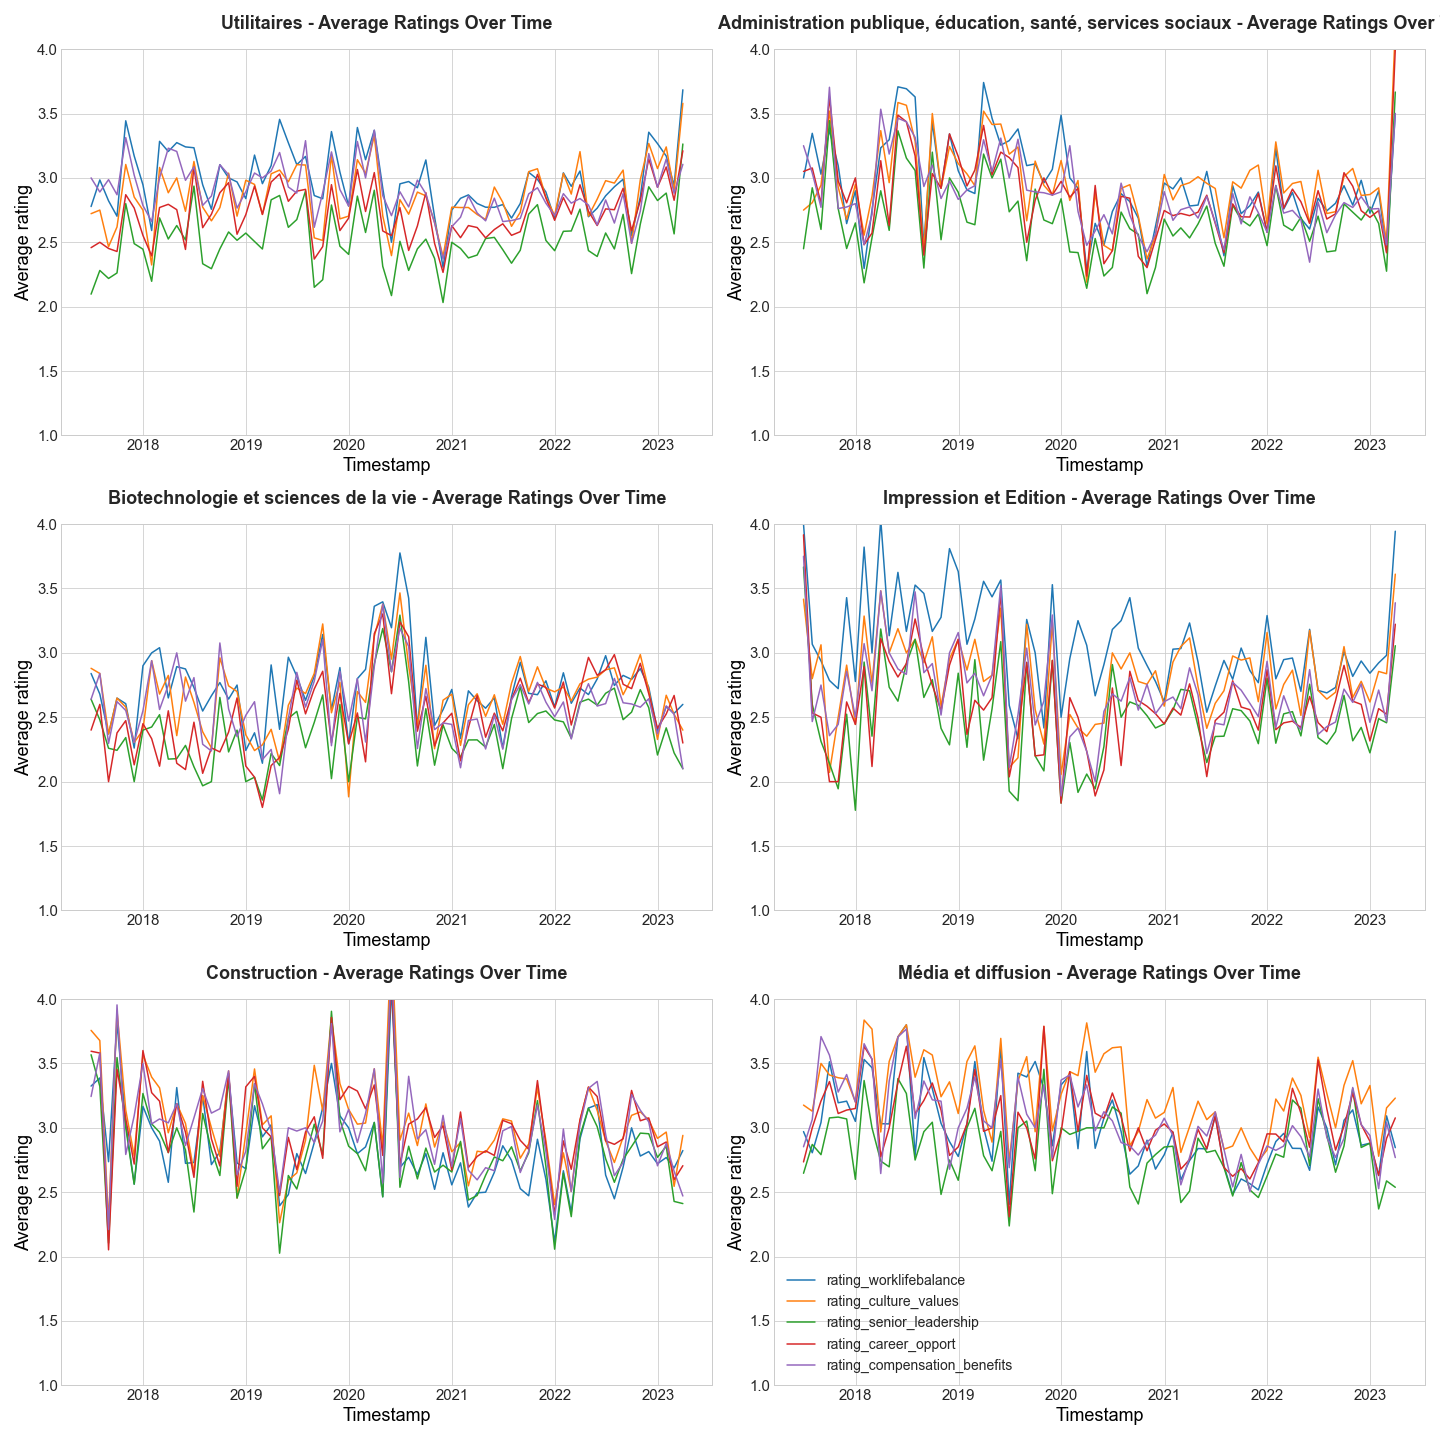 Utilitaires - Average Ratings Over Time
4.0
3.5
3.0
2.5
2.0
1.5
1.0
Average rating
2018 2019 2020 2021 2022 2023
Timestamp
Administration publique, éducation, santé, services sociaux - Average Ratings Over
4.0
3.5
3.0
2.5
2.0
1.5
1.0
Average rating
2018 2019 2020 2021 2022 2023
Timestamp
Biotechnologie et sciences de la vie - Average Ratings Over Time
4.0
3.5
3.0
2.5
2.0
1.5
1.0
Average rating
2018 2019 2020 2021 2022 2023
Timestamp
Impression et Edition - Average Ratings Over Time
4.0
3.5
3.0
2.5
2.0
1.5
1.0
Average rating
2018 2019 2020 2021 2022 2023
Timestamp
Construction - Average Ratings Over Time
4.0
3.5
3.0
2.5
2.0
1.5
1.0
Average rating
2018 2019 2020 2021 2022 2023
Timestamp
Média et diffusion - Average Ratings Over Time
4.0
3.5
3.0
2.5
2.0
1.5
1.0
Average rating
rating_worklifebalance
rating_culture_values
rating_senior_leadership
rating_career_opport
rating_compensation_benefits
2018 2019 2020 2021 2022 2023
Timestamp